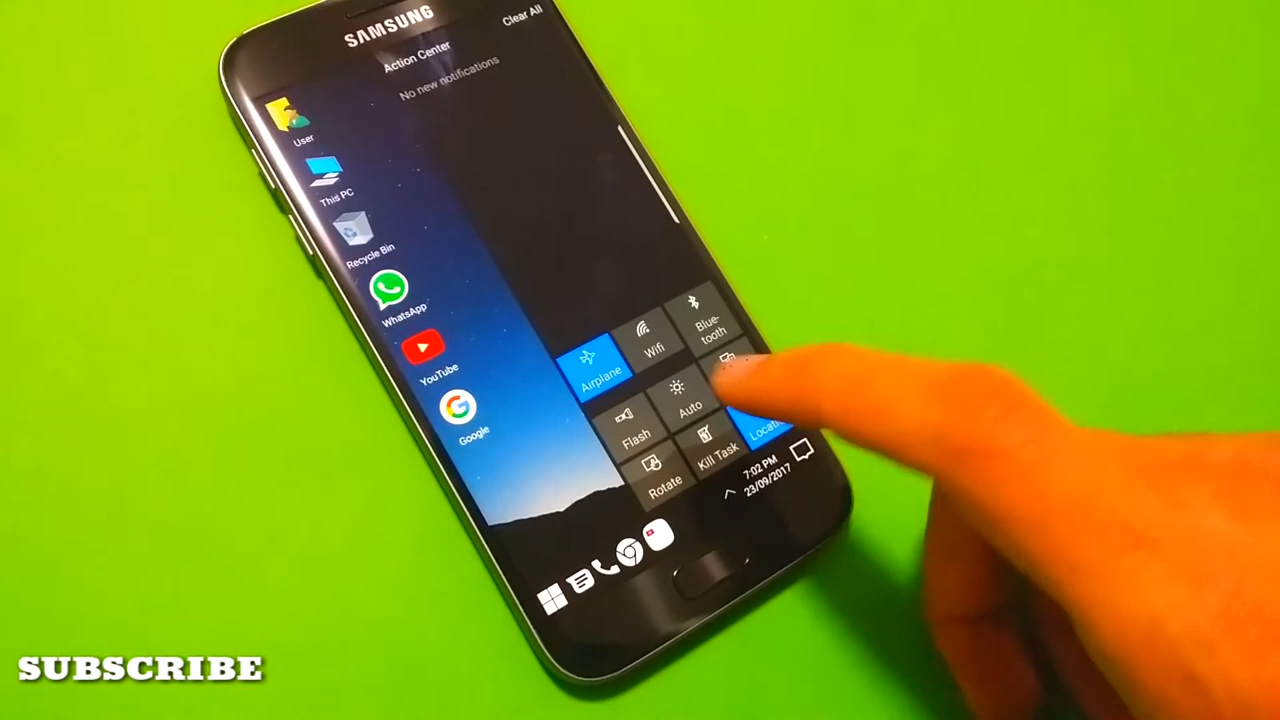 SAMSUNG
Clear All
Action Center
No new notifications
User
This PC
Recycle Bin
WhatsApp
YouTube
Google
Blue-
tooth
Wifi
Airplane
Auto
Flash
Kill Task
Rotate
7:02 PM
23/09/2017
SUBSCRIBE